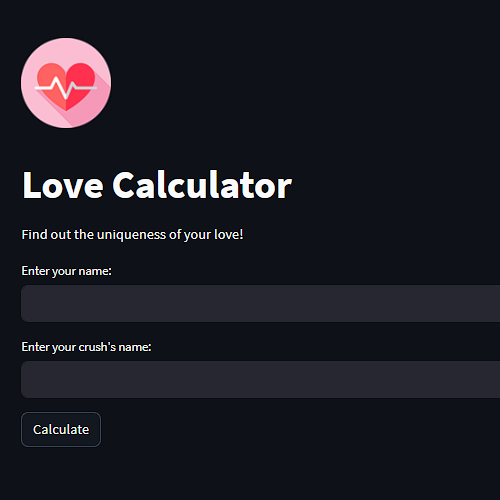 Love Calculator
Find out the uniqueness of your love!
Enter your name:
Enter your crush's name:
Calculate